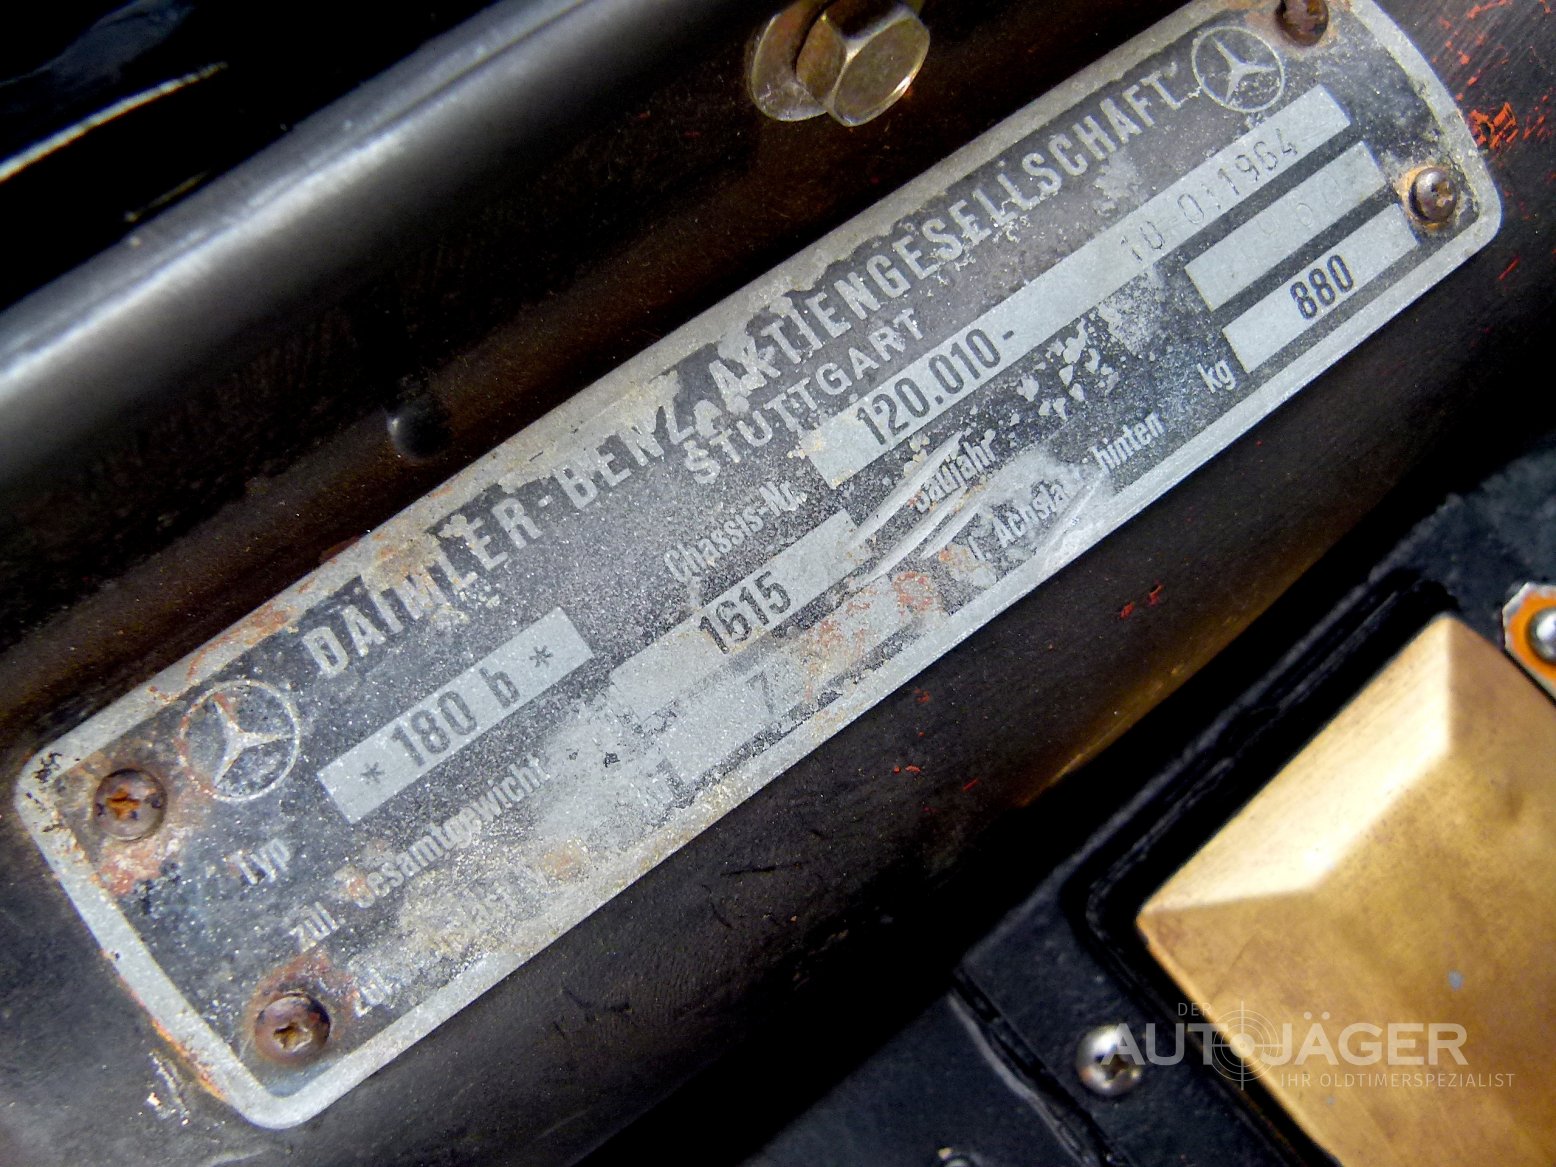 DAIMLER-BENZ AKTIENGESELLSCHAFT
STUTTGART
Typ * 180 b * Chassis-Nr. 120.010- 10 011964
zul. Gesamtgewicht 1615 Baujahr
hinten kg 880
DER
AUTOJÄGER
IHR OLDTIMERSPEZIALIST